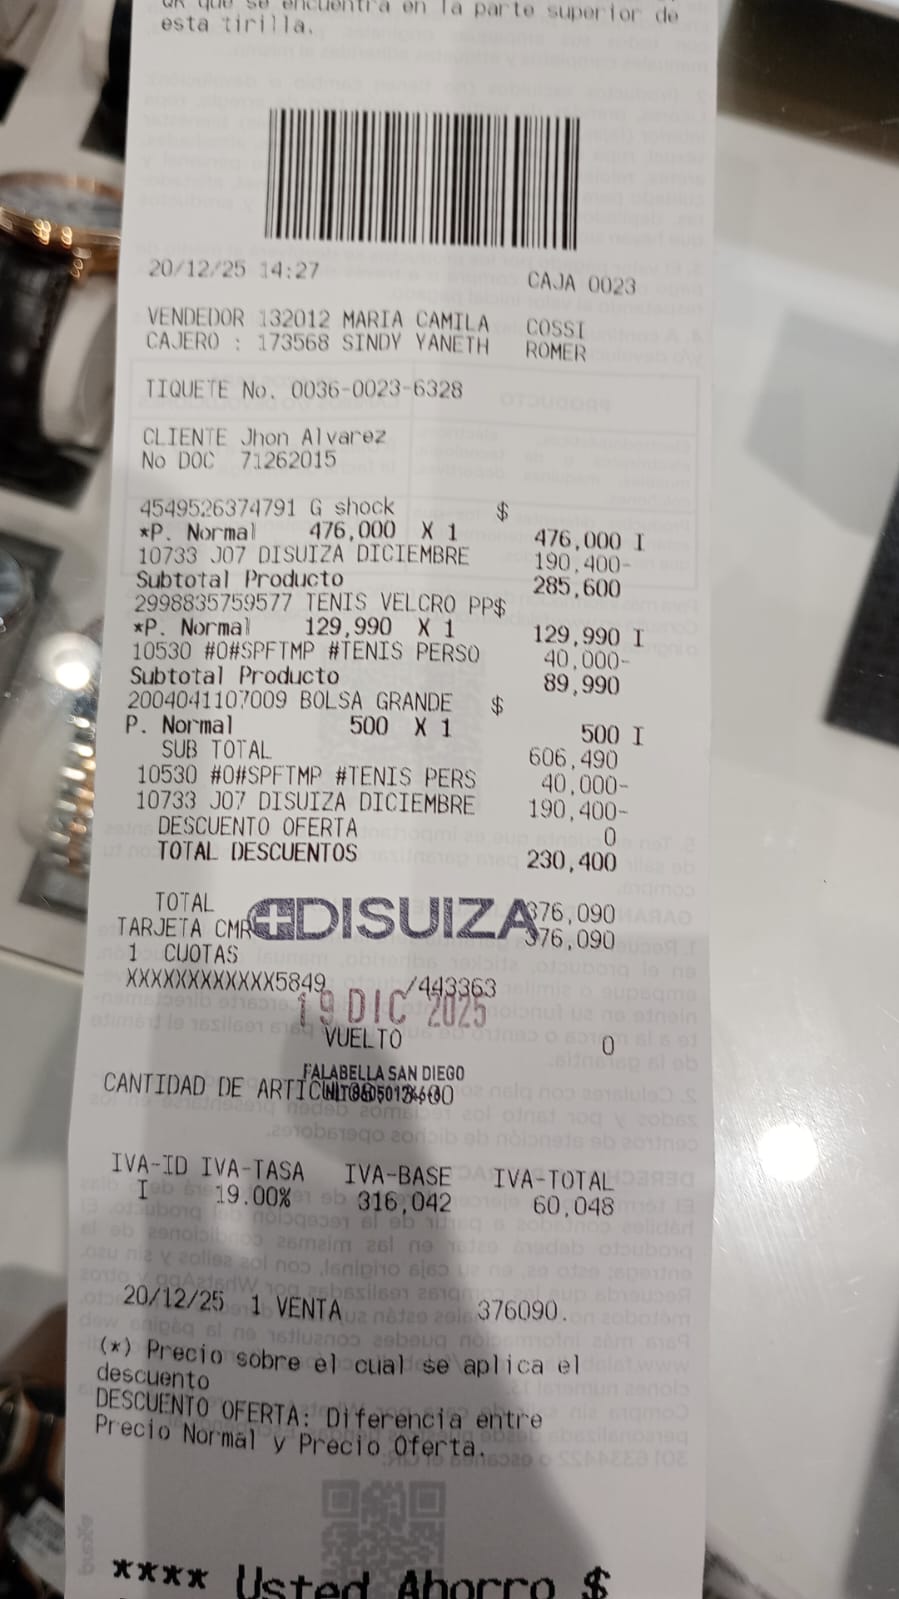 QR que se encuentra en la parte superior de
esta tirilla.
20/12/25 14:27 CAJA 0023
VENDEDOR 132012 MARIA CAMILA COSSI
CAJERO : 173568 SINDY YANETH ROMER
TIQUETE No. 0036-0023-6328
CLIENTE Jhon Alvarez
No DOC 71262015
4549526374791 G shock $
*P. Normal 476,000 X 1 476,000 I
10733 J07 DISUIZA DICIEMBRE 190,400-
Subtotal Producto 285,600
2998835759577 TENIS VELCRO PP$
*P. Normal 129,990 X 1 129,990 I
10530 #0#SPFTMP #TENIS PERSO 40,000-
Subtotal Producto 89,990
2004041107009 BOLSA GRANDE $
P. Normal 500 X 1 500 I
SUB TOTAL 606,490
10530 #0#SPFTMP #TENIS PERS 40,000-
10733 J07 DISUIZA DICIEMBRE 190,400-
DESCUENTO OFERTA 0
TOTAL DESCUENTOS 230,400
TOTAL 376,090
DISUIZA
TARJETA CMR 376,090
1 CUOTAS
XXXXXXXXXXXX5849 /443363
19 DIC 2025
VUELTO 0
FALABELLA SAN DIEGO
CANTIDAD DE
IVA-ID IVA-TASA IVA-BASE IVA-TOTAL
I 19.00% 316,042 60,048
20/12/25 1 VENTA 376090.
(*) Precio sobre el cual se aplica el
descuento
DESCUENTO OFERTA: Diferencia entre
Precio Normal y Precio Oferta.
**** Usted Ahorro $